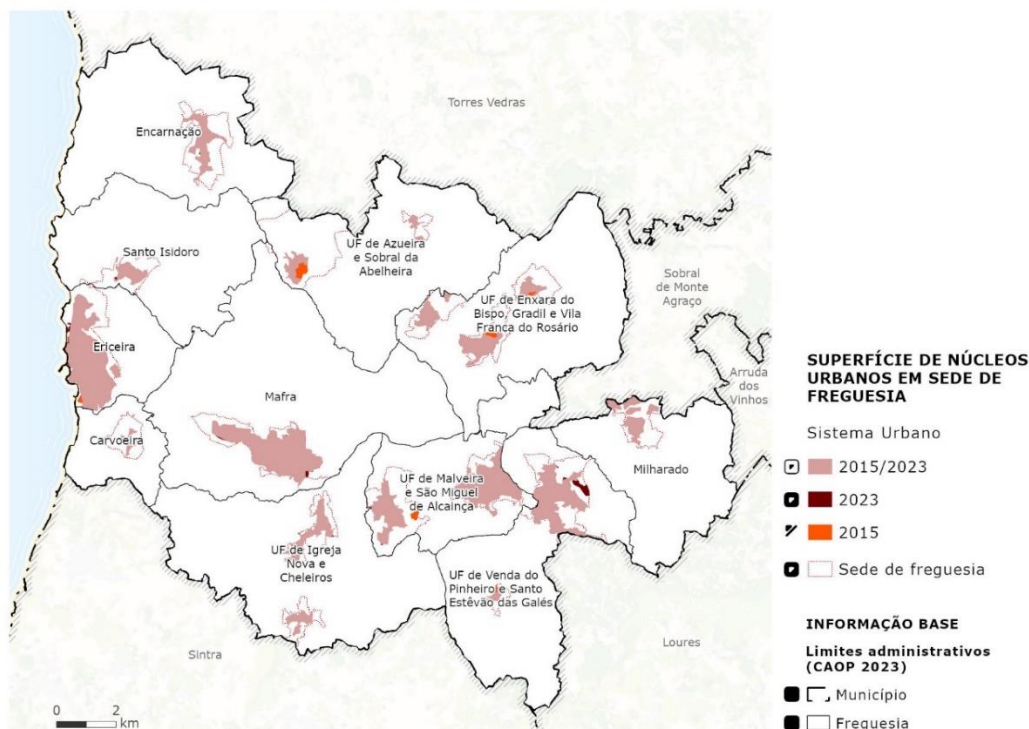 Torres Vedras
Encarnação
Santo Isidoro
UF de Azueira
e Sobral da
Abelheira
Sobral
de Monte
Agraço
UF de Enxara do
Bispo, Gradil e Vila
Franca do Rosário
Ericeira
Arruda
dos
Vinhos
Mafra
Carvoeira
Milharado
UF de Malveira
e São Miguel
de Alcainça
UF de Igreja
Nova e
Cheleiros
UF de Venda do
Pinheiro e Santo
Estêvão das Galés
Sintra
Loures
0 2
km
SUPERFÍCIE DE NÚCLEOS
URBANOS EM SEDE DE
FREGUESIA
Sistema Urbano
2015/2023
2023
2015
Sede de freguesia
INFORMAÇÃO BASE
Limites administrativos
(CAOP 2023)
Município
Freguesia